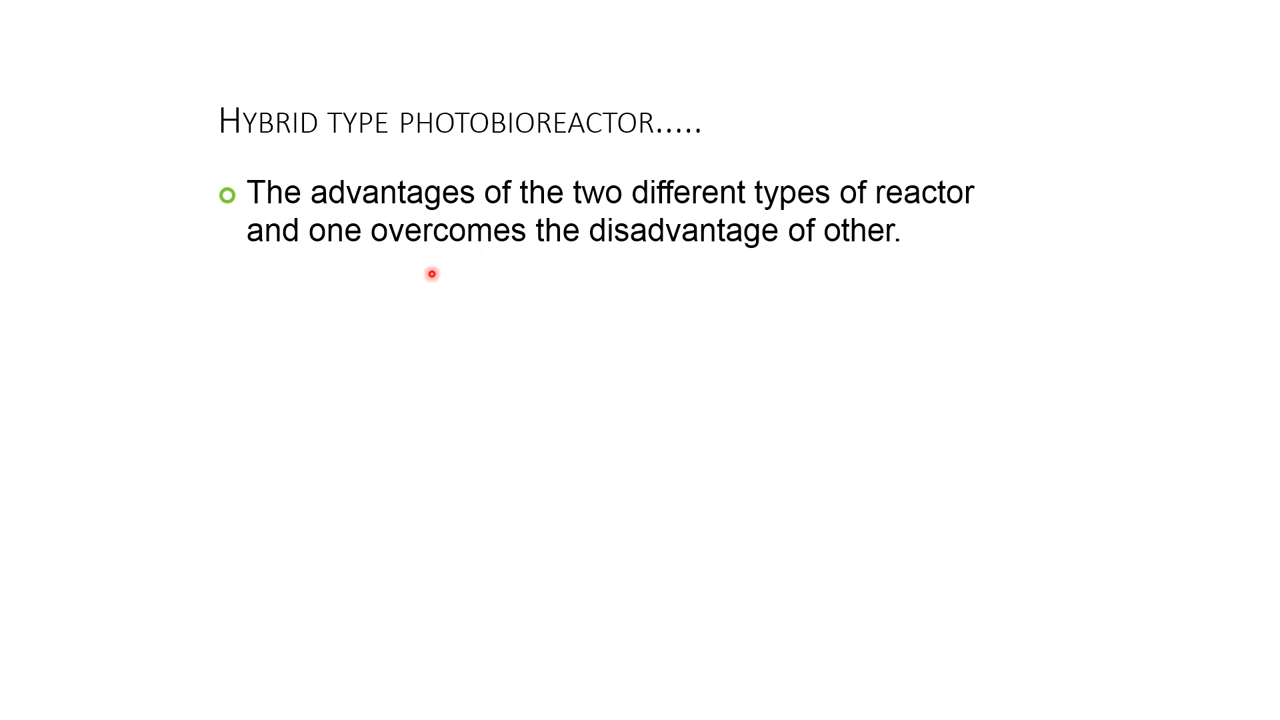 Hybrid type photobioreactor.....
The advantages of the two different types of reactor
and one overcomes the disadvantage of other.